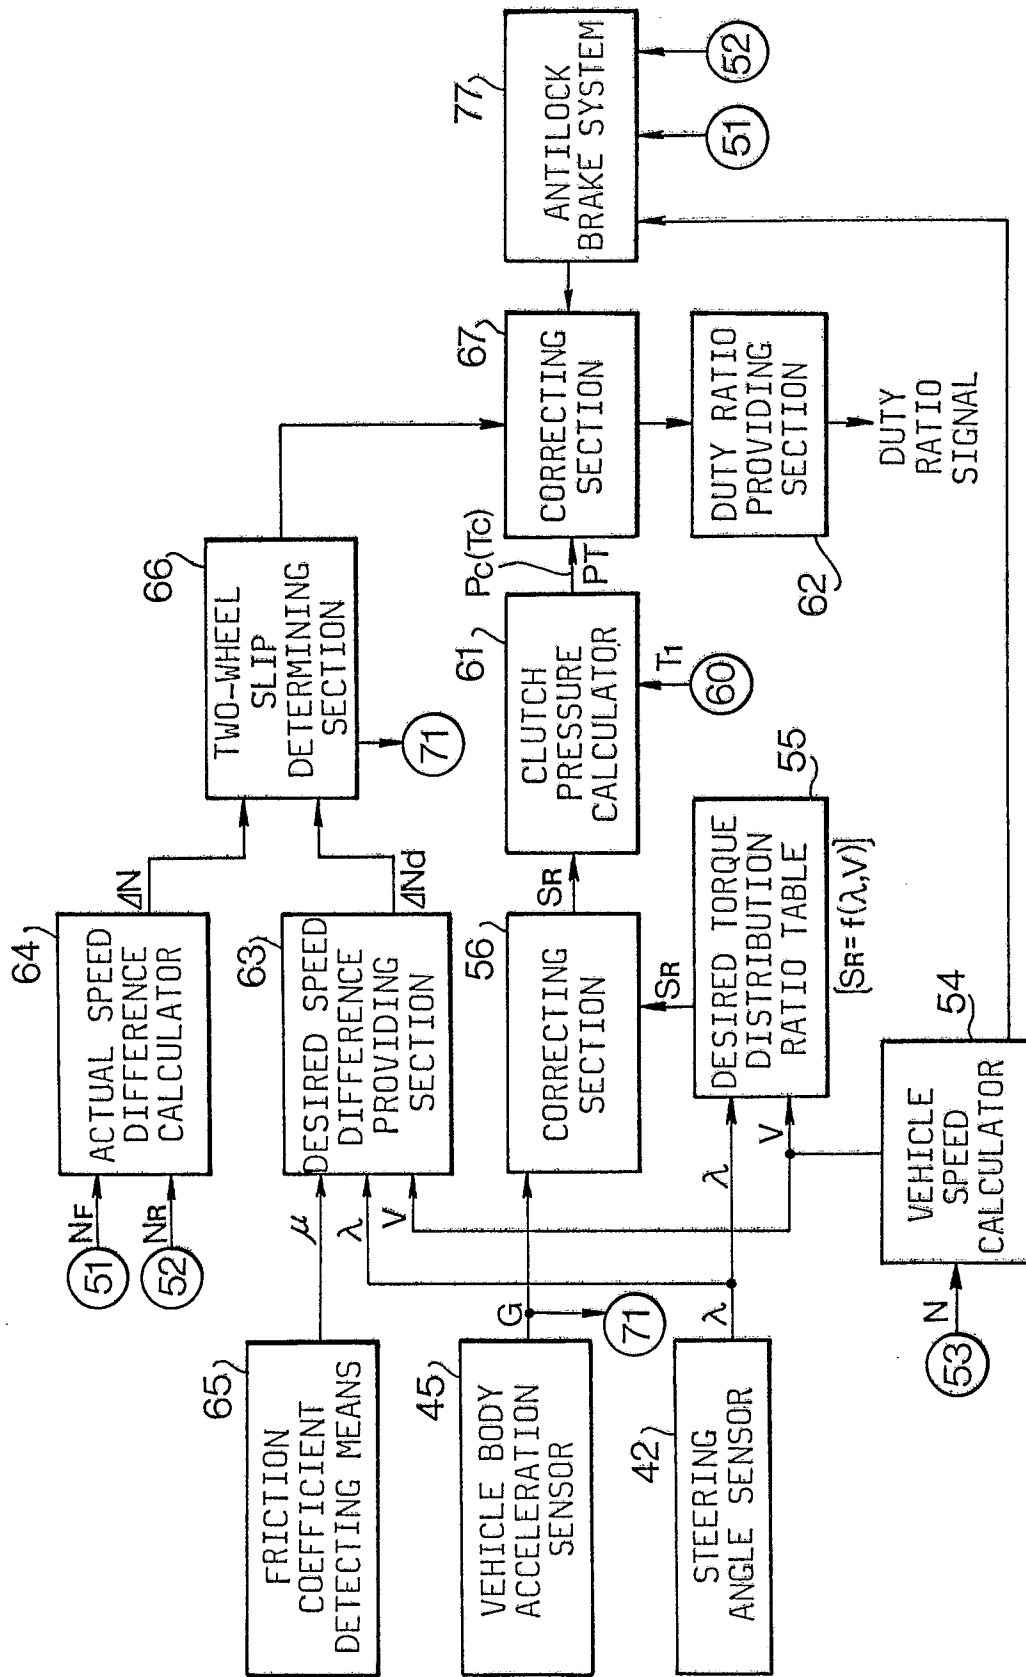 51
NF
52
NR
64
ACTUAL SPEED
DIFFERENCE
CALCULATOR
ΔN
66
TWO-WHEEL
SLIP
DETERMINING
SECTION
71
65
FRICTION
COEFFICIENT
DETECTING MEANS
μ
λ
V
63
DESIRED SPEED
DIFFERENCE
PROVIDING
SECTION
ΔNd
45
VEHICLE BODY
ACCELERATION
SENSOR
G
71
56
CORRECTING
SECTION
SR
61
CLUTCH
PRESSURE
CALCULATOR
T1
60
Pc(Tc)
PT
67
CORRECTING
SECTION
77
ANTILOCK
BRAKE SYSTEM
51
52
42
STEERING
ANGLE SENSOR
λ
λ
V
SR
55
DESIRED TORQUE
DISTRIBUTION
RATIO TABLE
[SR=f(λ,V)]
62
DUTY RATIO
PROVIDING
SECTION
DUTY
RATIO
SIGNAL
53
N
54
VEHICLE
SPEED
CALCULATOR